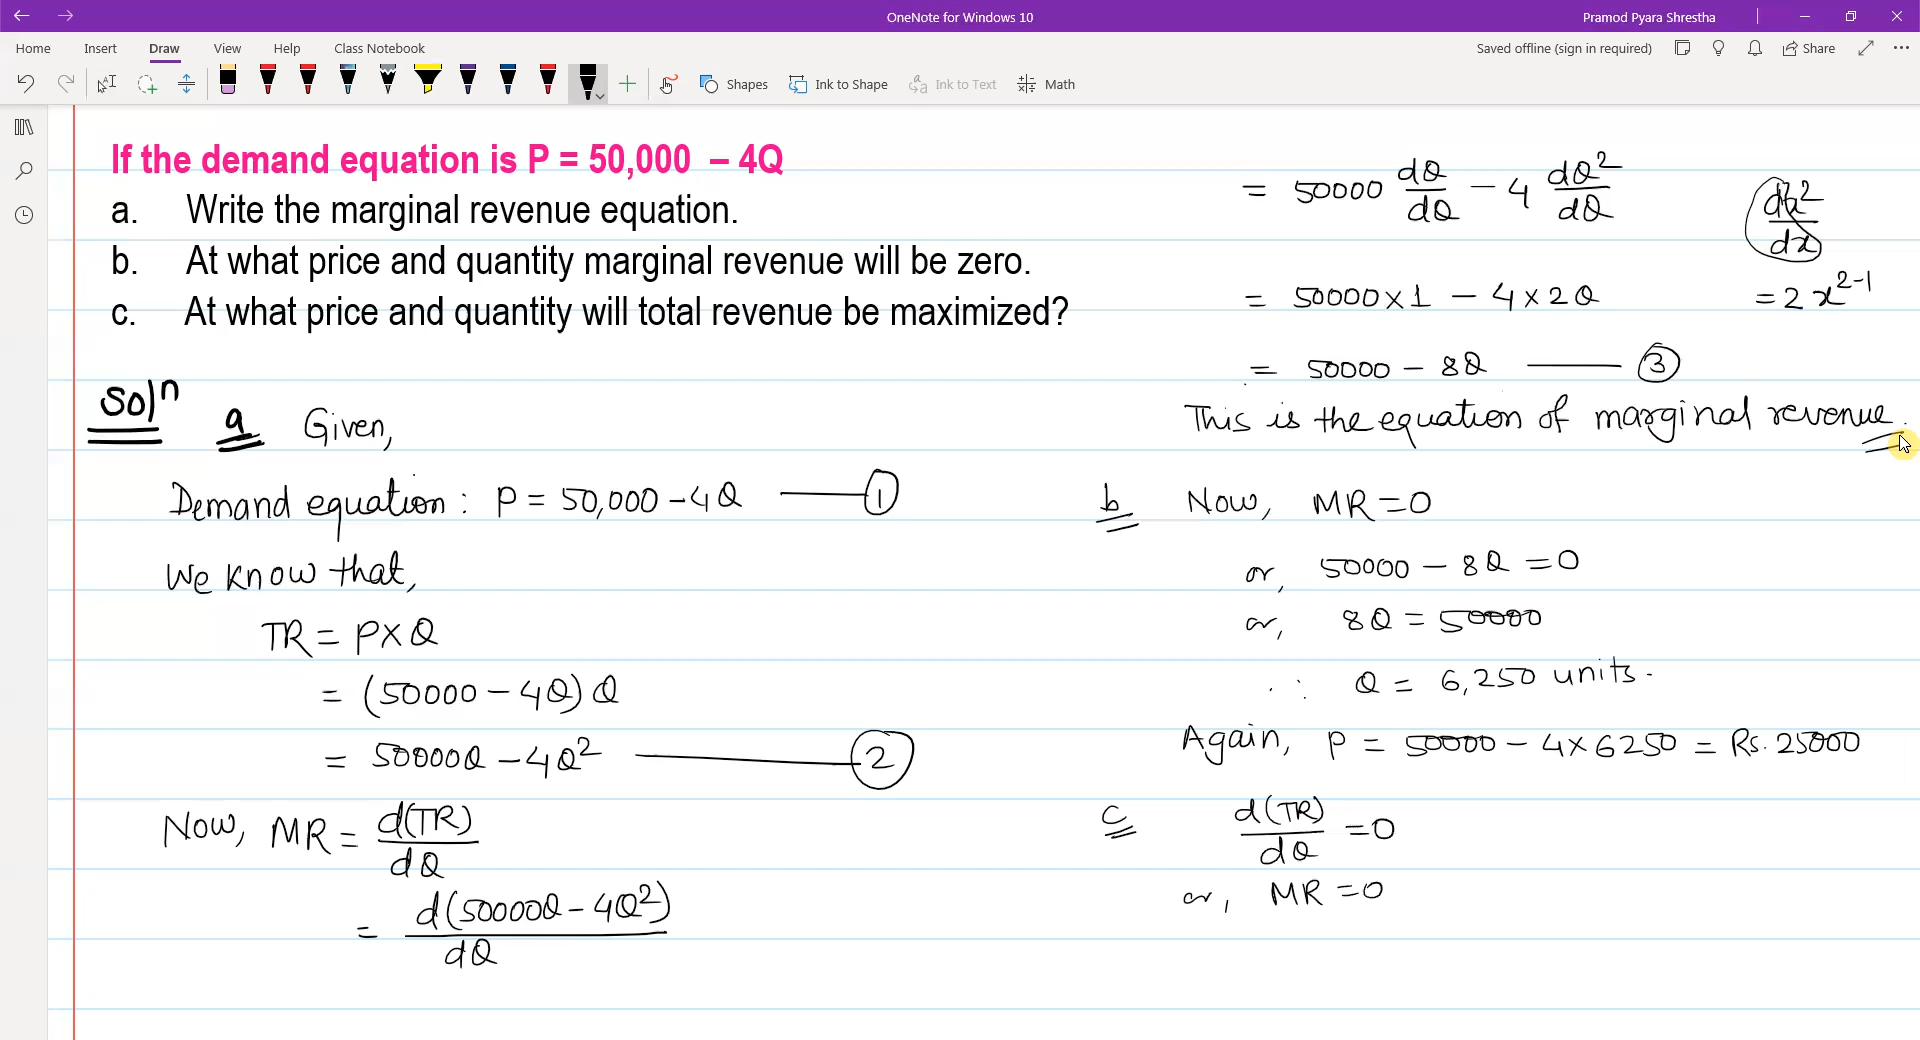 OneNote for Windows 10
Pramod Pyara Shrestha
Home Insert Draw View Help Class Notebook
Saved offline (sign in required) Share
Shapes Ink to Shape Ink to Text Math
If the demand equation is P = 50,000 – 4Q
a. Write the marginal revenue equation.
b. At what price and quantity marginal revenue will be zero.
c. At what price and quantity will total revenue be maximized?
Solⁿ a Given,
Demand equation: P = 50,000 – 4Q —— ①
We know that,
TR = P×Q
= (50000 – 4Q) Q
= 50000Q – 4Q² —— ②
Now, MR = d(TR)
dQ
= d(50000Q – 4Q²)
dQ
= 50000 dQ/dQ – 4 dQ²/dQ
= 50000×1 – 4×2Q
= 50000 – 8Q —— ③
dx²
dx
= 2x²⁻¹
This is the equation of marginal revenue.
b Now, MR = 0
or, 50000 – 8Q = 0
or, 8Q = 50000
∴ Q = 6,250 units.
Again, P = 50000 – 4×6250 = Rs. 25000
c d(TR)
dQ = 0
or, MR = 0